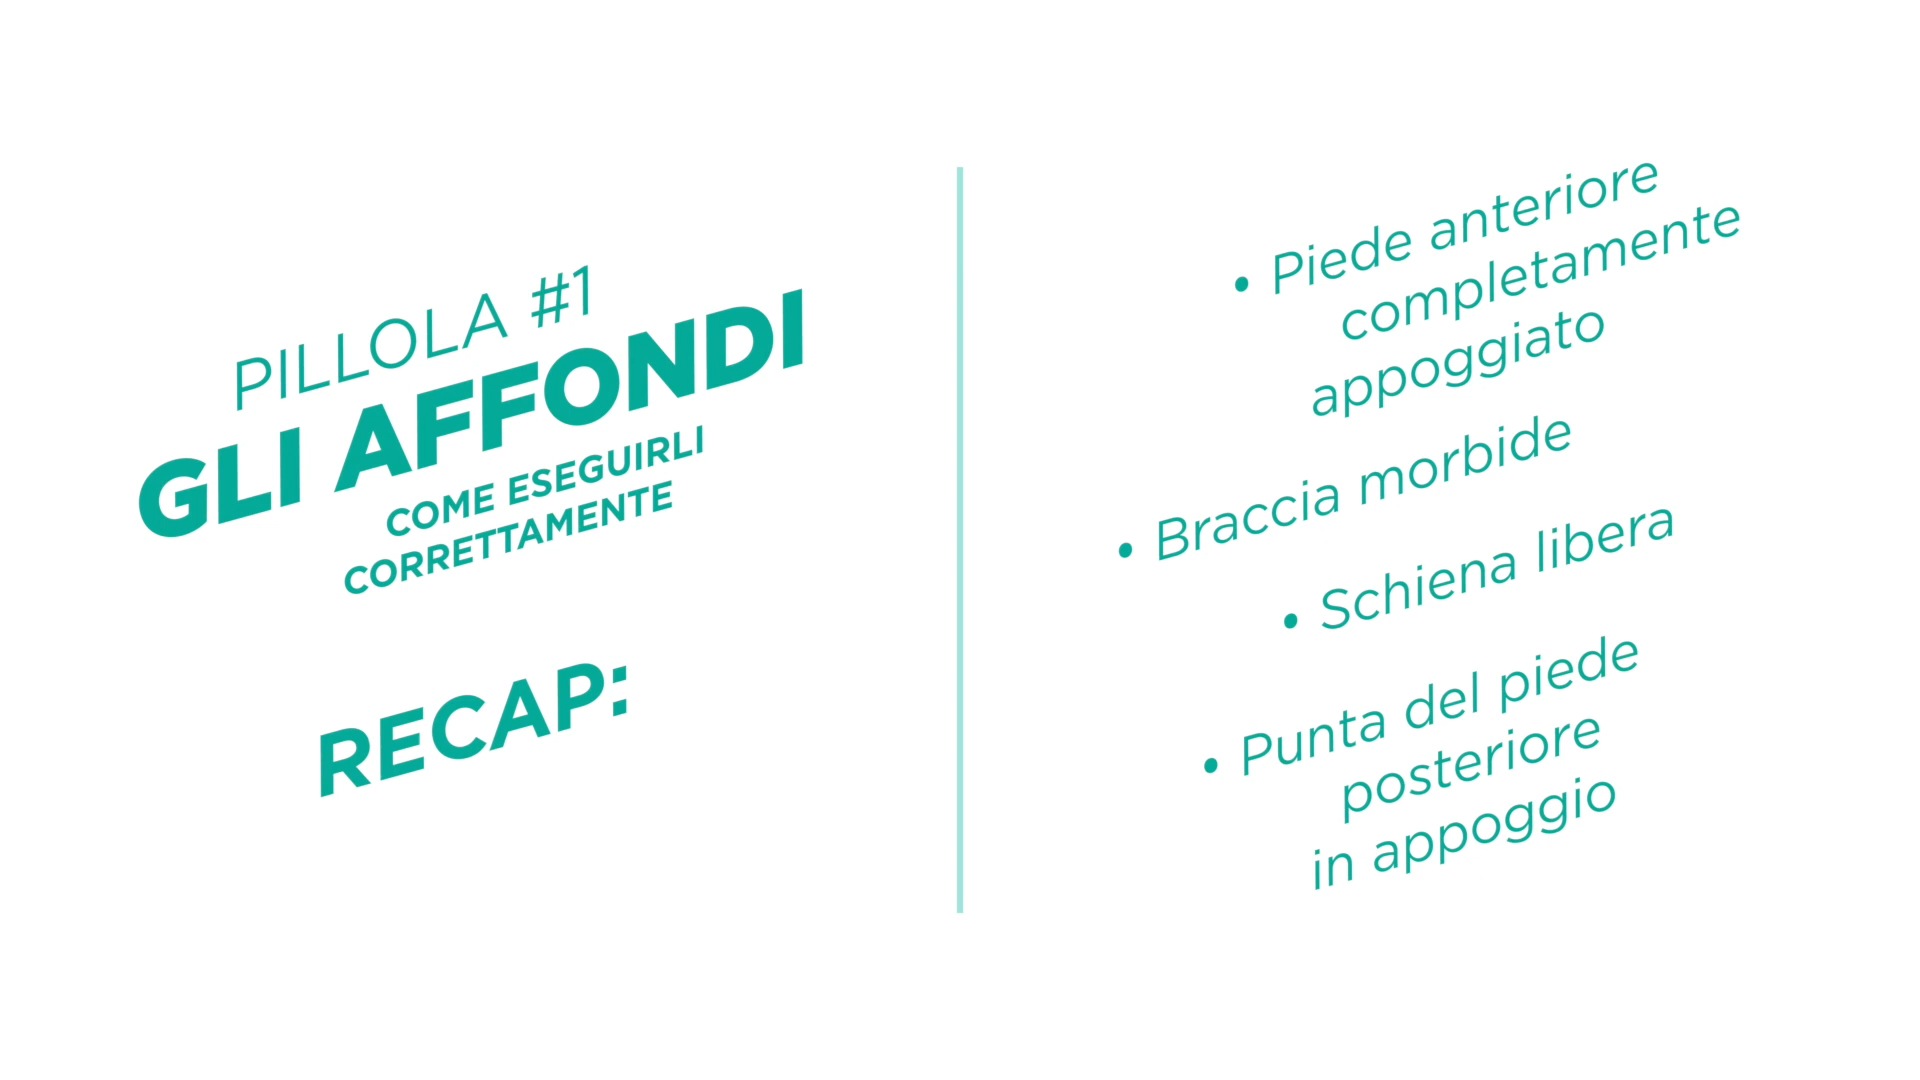 PILLOLA #1
GLI AFFONDI
COME ESEGUIRLI
CORRETTAMENTE
RECAP:
• Piede anteriore
completamente
appoggiato
• Braccia morbide
• Schiena libera
• Punta del piede
posteriore
in appoggio